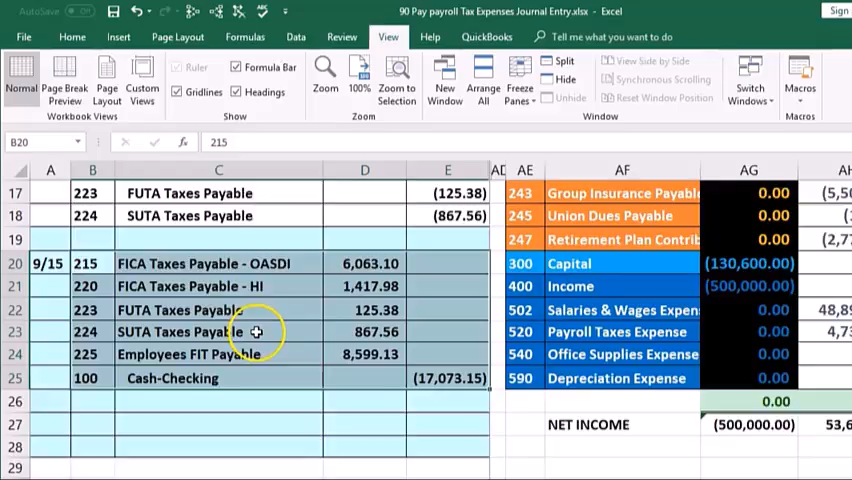 AutoSave Off 90 Pay payroll Tax Expenses Journal Entry.xlsx - Excel Sign
File Home Insert Page Layout Formulas Data Review View Help QuickBooks Tell me what you want to do
Normal Page Break Preview Page Layout Custom Views
Ruler Formula Bar
Gridlines Headings
Zoom 100% Zoom to Selection
New Window Arrange All Freeze Panes
Split
Hide
Unhide
View Side by Side
Synchronous Scrolling
Reset Window Position
Switch Windows Macros
Workbook Views Show Zoom Window Macros
B20 fx 215
A B C D E AD AE AF AG AH
17 223 FUTA Taxes Payable (125.38) 243 Group Insurance Payabl 0.00 (5,50
18 224 SUTA Taxes Payable (867.56) 245 Union Dues Payable 0.00
19 247 Retirement Plan Contrib 0.00 (2,77
20 9/15 215 FICA Taxes Payable - OASDI 6,063.10 300 Capital (130,600.00)
21 220 FICA Taxes Payable - HI 1,417.98 400 Income (500,000.00)
22 223 FUTA Taxes Payable 125.38 502 Salaries & Wages Expen 0.00 48,89
23 224 SUTA Taxes Payable 867.56 520 Payroll Taxes Expense 0.00 4,73
24 225 Employees FIT Payable 8,599.13 540 Office Supplies Expense 0.00
25 100 Cash-Checking (17,073.15) 590 Depreciation Expense 0.00
26 0.00
27 NET INCOME (500,000.00) 53,6
28
29